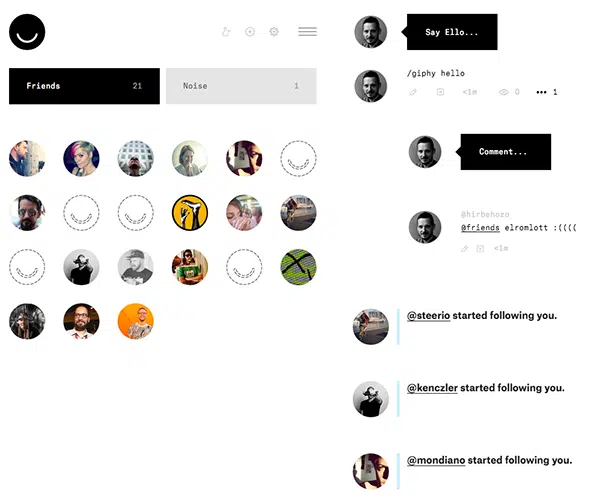 Friends 21
Noise 1
Say Ello...
/giphy hello
<1m 0 ••• 1
Comment...
@hirbehozo
@friends elromlott :((((
<1m
@steerio started following you.
@kenczler started following you.
@mondiano started following you.